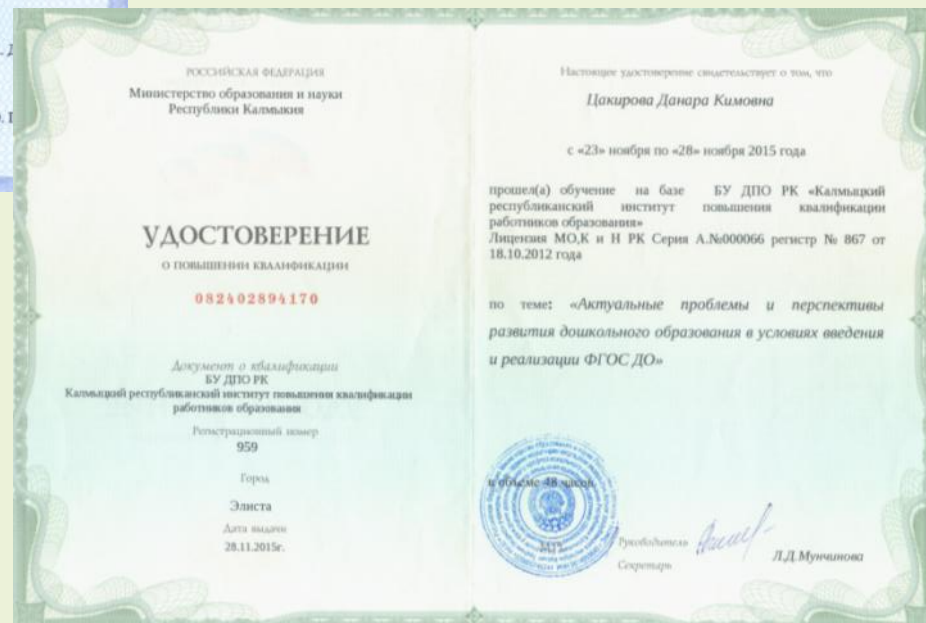 РОССИЙСКАЯ ФЕДЕРАЦИЯ
Министерство образования и науки
Республики Калмыкия
УДОСТОВЕРЕНИЕ
О ПОВЫШЕНИИ КВАЛИФИКАЦИИ
082402894170
Документ о квалификации
БУ ДПО РК
Калмыцкий республиканский институт повышения квалификации
работников образования
Регистрационный номер
959
Город
Элиста
Дата выдачи
28.11.2015г.
Настоящее удостоверение свидетельствует о том, что
Цакирова Данара Кимовна
с «23» ноября по «28» ноября 2015 года
прошел(а) обучение на базе БУ ДПО РК «Калмыцкий
республиканский институт повышения квалификации
работников образования»
Лицензия МО,К и Н РК Серия А.№000066 регистр № 867 от
18.10.2012 года
по теме: «Актуальные проблемы и перспективы
развития дошкольного образования в условиях введения
и реализации ФГОС ДО»
в объеме 48 часов
М.П.
Руководитель
Секретарь
Л.Д.Мунчинова